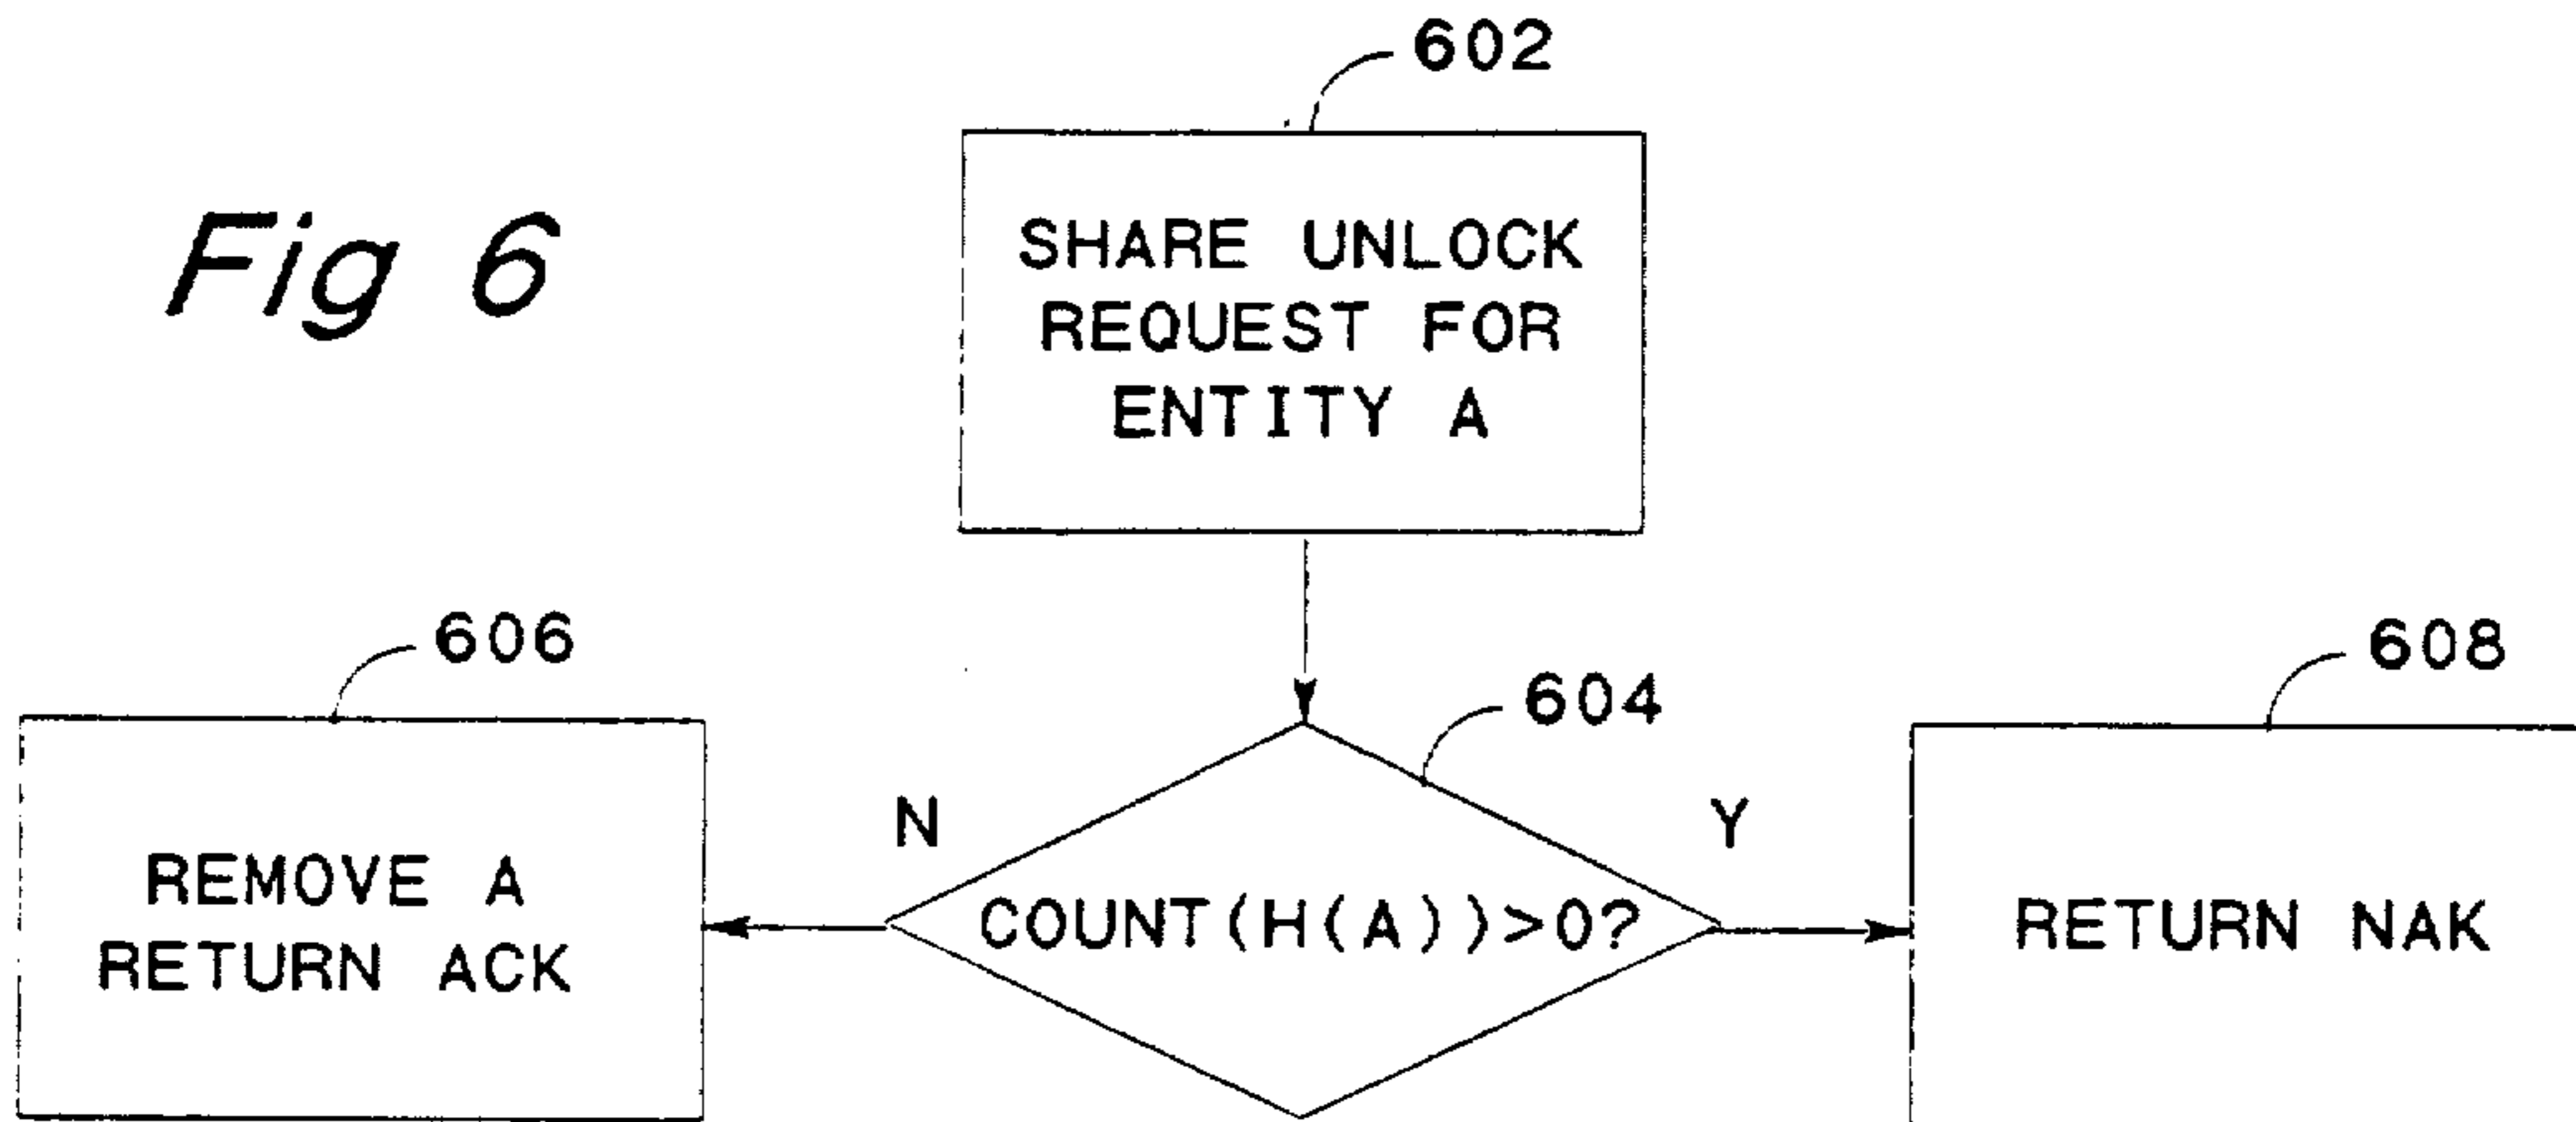 602
Fig 6
SHARE UNLOCK
REQUEST FOR
ENTITY A
606
604
608
N
Y
REMOVE A
RETURN ACK
COUNT(H(A))>0?
RETURN NAK